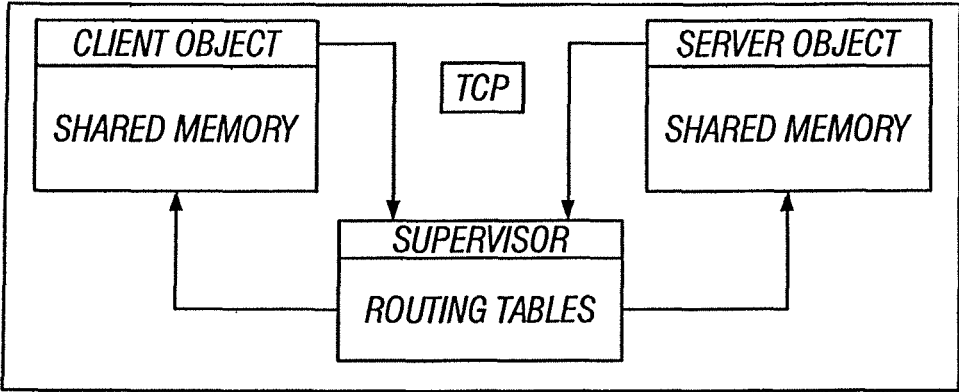 CLIENT OBJECT
SHARED MEMORY
TCP
SERVER OBJECT
SHARED MEMORY
SUPERVISOR
ROUTING TABLES